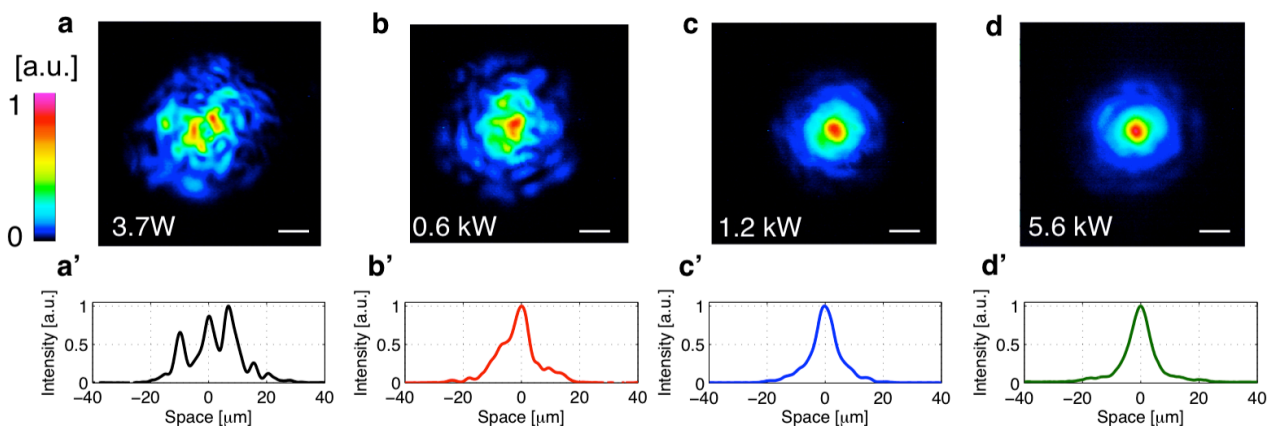 a
b
c
d
[a.u.]
1
0
3.7W
0.6 kW
1.2 kW
5.6 kW
a’
b’
c’
d’
Intensity [a.u.]
1
0.5
0
−40 −20 0 20 40
Space [μm]
Intensity [a.u.]
1
0.5
0
−40 −20 0 20 40
Space [μm]
Intensity [a.u.]
1
0.5
0
−40 −20 0 20 40
Space [μm]
Intensity [a.u.]
1
0.5
0
−40 −20 0 20 40
Space [μm]